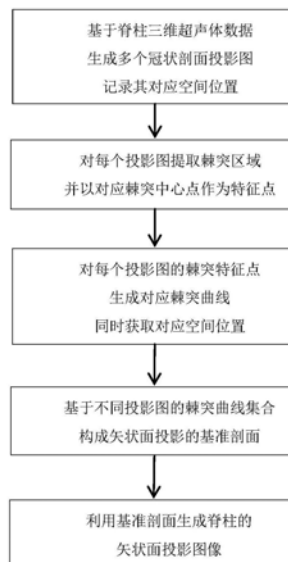 基于脊柱三维超声体数据
生成多个冠状剖面投影图
记录其对应空间位置
对每个投影图提取棘突区域
并以对应棘突中心点作为特征点
对每个投影图的棘突特征点
生成对应棘突曲线
同时获取对应空间位置
基于不同投影图的棘突曲线集合
构成矢状面投影的基准剖面
利用基准剖面生成脊柱的
矢状面投影图像